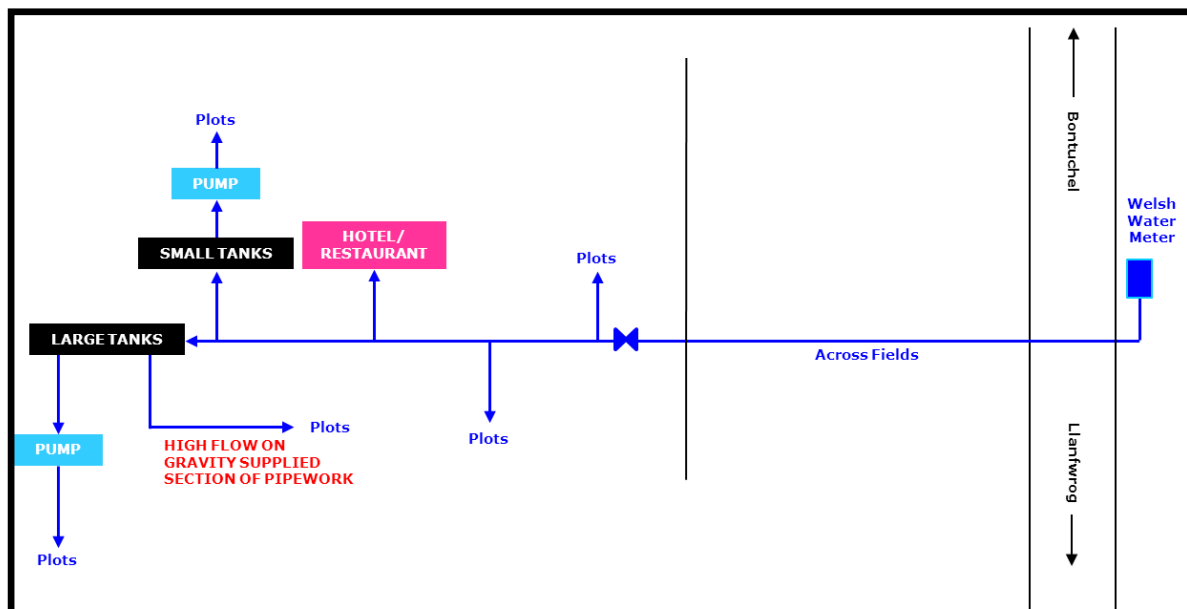 Plots
PUMP
SMALL TANKS
HOTEL/
RESTAURANT
Plots
Bontuchel
Welsh
Water
Meter
LARGE TANKS
Across Fields
Plots
HIGH FLOW ON
GRAVITY SUPPLIED
SECTION OF PIPEWORK
Plots
PUMP
Plots
Llanfwrog